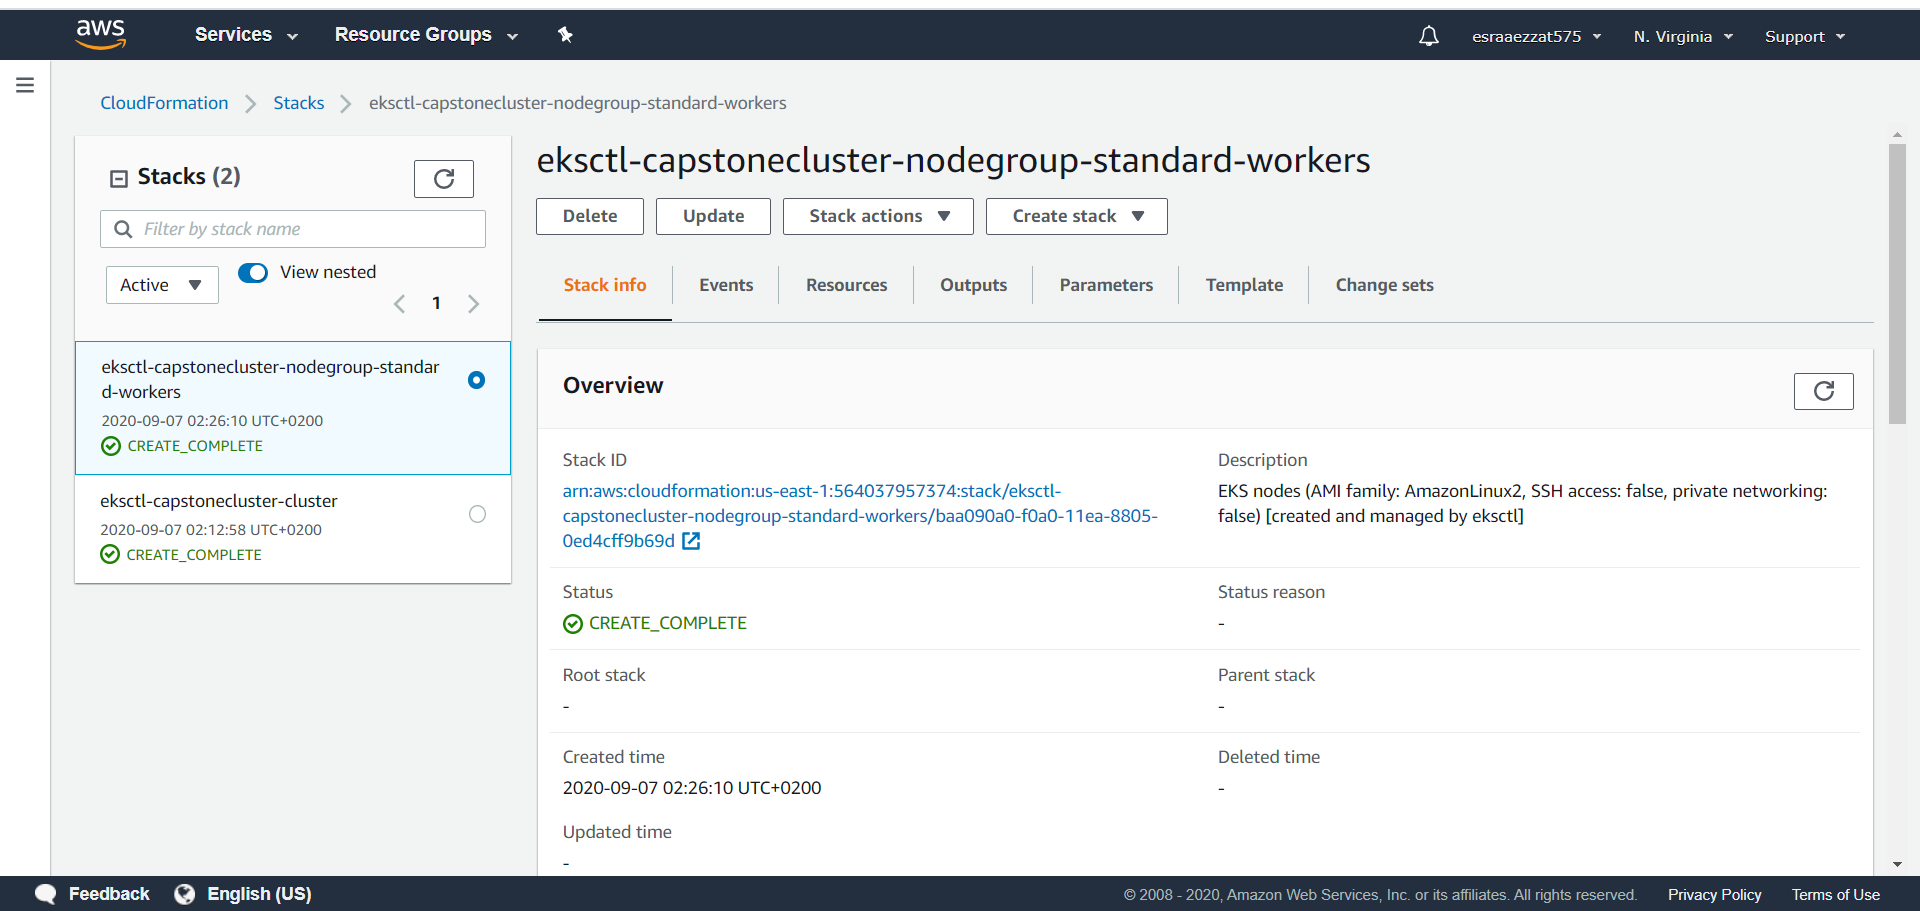 aws
Services
Resource Groups
esraaezzat575
N. Virginia
Support
CloudFormation
Stacks
eksctl-capstonecluster-nodegroup-standard-workers
Stacks (2)
Filter by stack name
Active
View nested
1
eksctl-capstonecluster-nodegroup-standar
d-workers
2020-09-07 02:26:10 UTC+0200
CREATE_COMPLETE
eksctl-capstonecluster-cluster
2020-09-07 02:12:58 UTC+0200
CREATE_COMPLETE
eksctl-capstonecluster-nodegroup-standard-workers
Delete
Update
Stack actions
Create stack
Stack info
Events
Resources
Outputs
Parameters
Template
Change sets
Overview
Stack ID
arn:aws:cloudformation:us-east-1:564037957374:stack/eksctl-
capstonecluster-nodegroup-standard-workers/baa090a0-f0a0-11ea-8805-
0ed4cff9b69d
Description
EKS nodes (AMI family: AmazonLinux2, SSH access: false, private networking:
false) [created and managed by eksctl]
Status
CREATE_COMPLETE
Status reason
-
Root stack
-
Parent stack
-
Created time
2020-09-07 02:26:10 UTC+0200
Deleted time
-
Updated time
-
Feedback
English (US)
© 2008 - 2020, Amazon Web Services, Inc. or its affiliates. All rights reserved.
Privacy Policy
Terms of Use